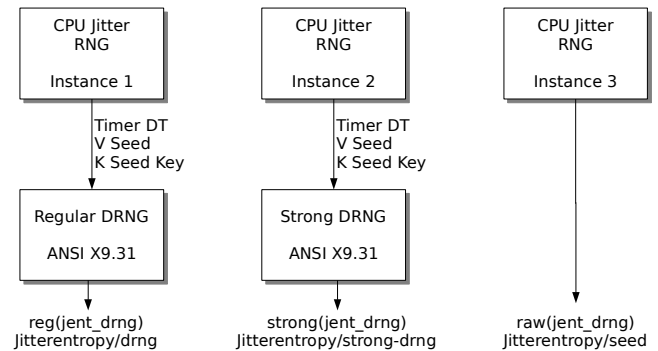 CPU Jitter
RNG
Instance 1
CPU Jitter
RNG
Instance 2
CPU Jitter
RNG
Instance 3
Timer DT
V Seed
K Seed Key
Timer DT
V Seed
K Seed Key
Regular DRNG
ANSI X9.31
Strong DRNG
ANSI X9.31
reg(jent_drng)
Jitterentropy/drng
strong(jent_drng)
Jitterentropy/strong-drng
raw(jent_drng)
Jitterentropy/seed